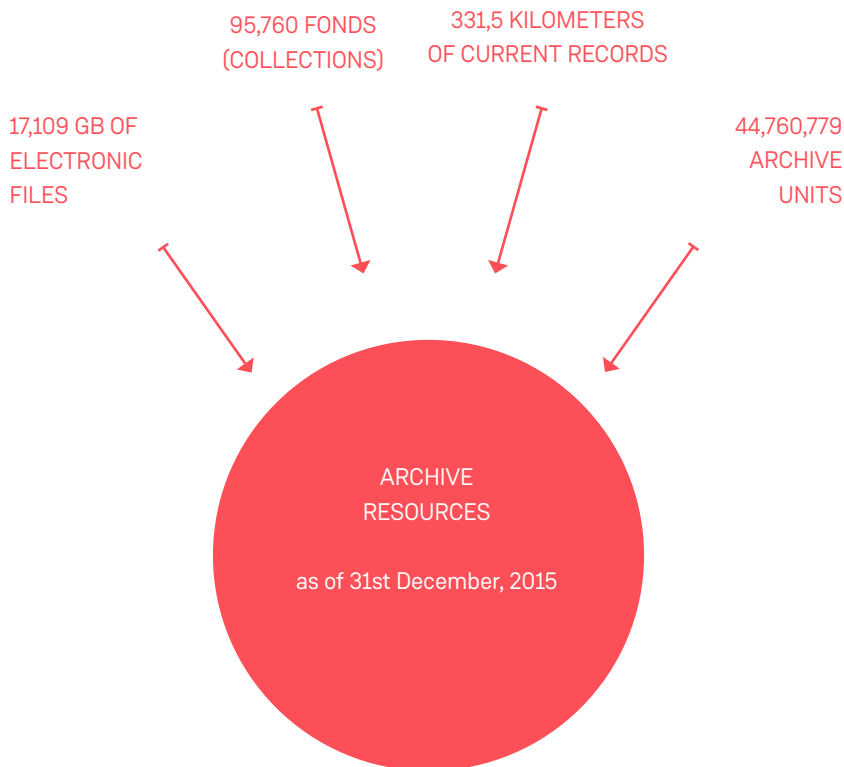 95,760 FONDS
(COLLECTIONS)
331,5 KILOMETERS
OF CURRENT RECORDS
17,109 GB OF
ELECTRONIC
FILES
44,760,779
ARCHIVE
UNITS
ARCHIVE
RESOURCES
as of 31st December, 2015